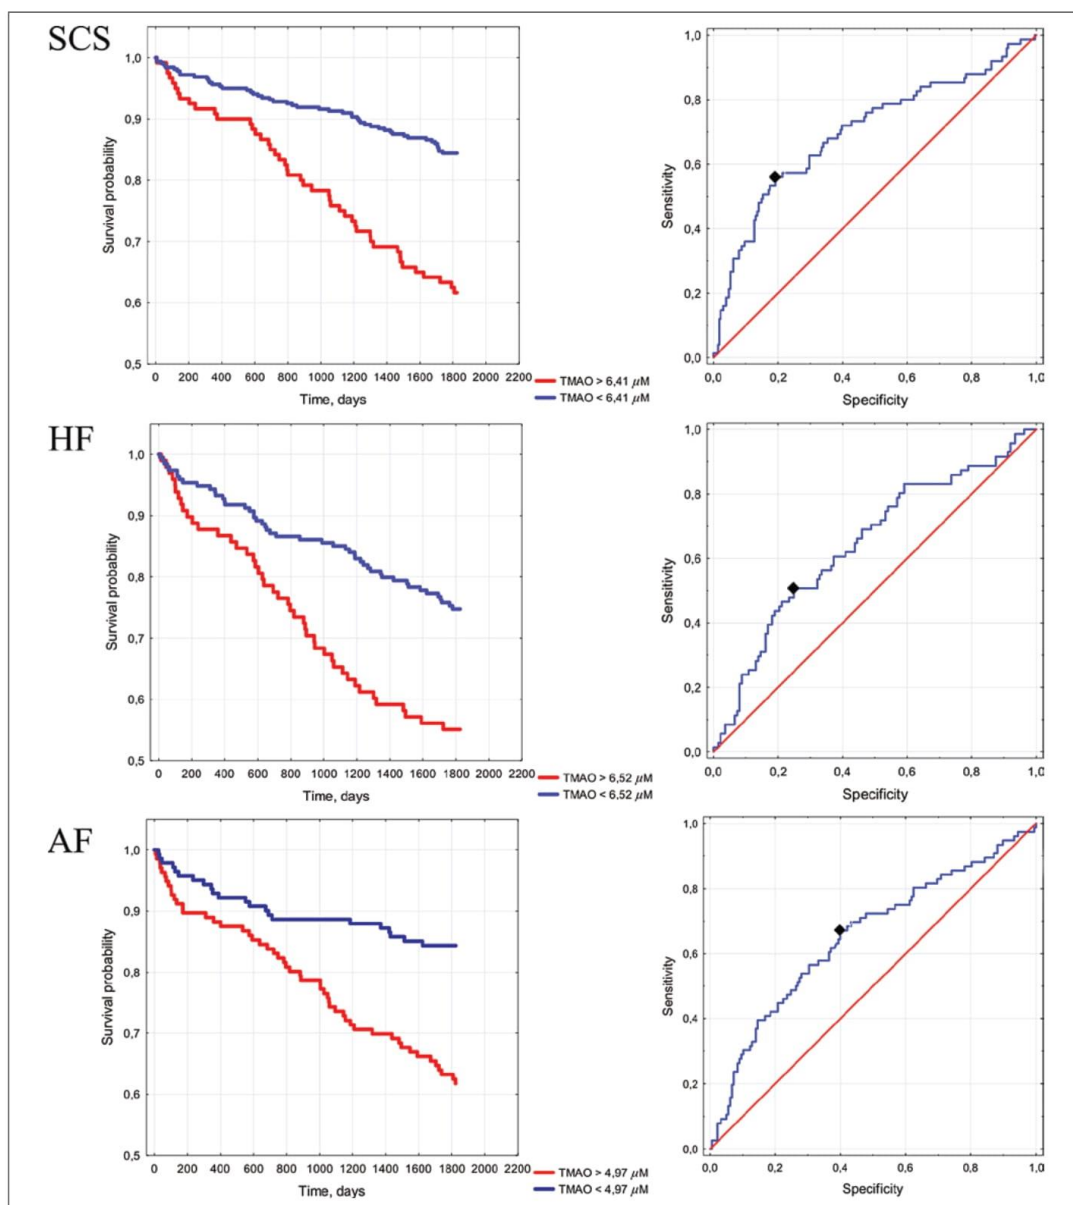 SCS
1,0
0,9
0,8
0,7
0,6
0,5
Survival probability
0 200 400 600 800 1000 1200 1400 1600 1800 2000 2200
Time, days
TMAO > 6,41 μM
TMAO < 6,41 μM
1,0
0,8
0,6
0,4
0,2
0,0
Sensitivity
0,0 0,2 0,4 0,6 0,8 1,0
Specificity
HF
1,0
0,9
0,8
0,7
0,6
0,5
Survival probability
0 200 400 600 800 1000 1200 1400 1600 1800 2000 2200
Time, days
TMAO > 6,52 μM
TMAO < 6,52 μM
1,0
0,8
0,6
0,4
0,2
0,0
Sensitivity
0,0 0,2 0,4 0,6 0,8 1,0
Specificity
AF
1,0
0,9
0,8
0,7
0,6
0,5
Survival probability
0 200 400 600 800 1000 1200 1400 1600 1800 2000 2200
Time, days
TMAO > 4,97 μM
TMAO < 4,97 μM
1,0
0,8
0,6
0,4
0,2
0,0
Sensitivity
0,0 0,2 0,4 0,6 0,8 1,0
Specificity